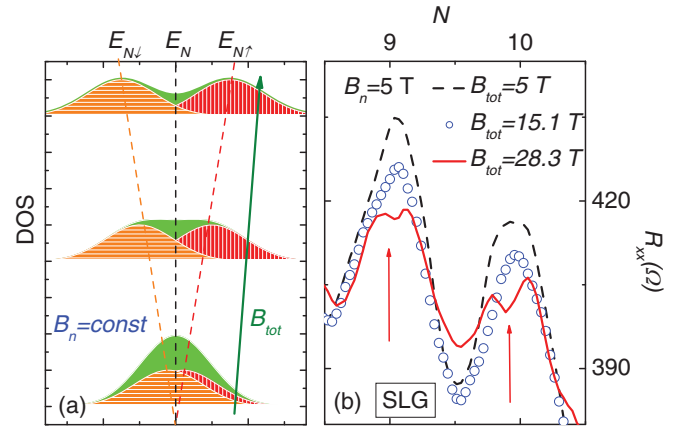 E_N↓ E_N E_N↑
DOS
B_n=const
B_tot
(a)
N
9 10
B_n=5 T
B_tot=5 T
B_tot=15.1 T
B_tot=28.3 T
420
390
R_xx(Ω)
(b) SLG